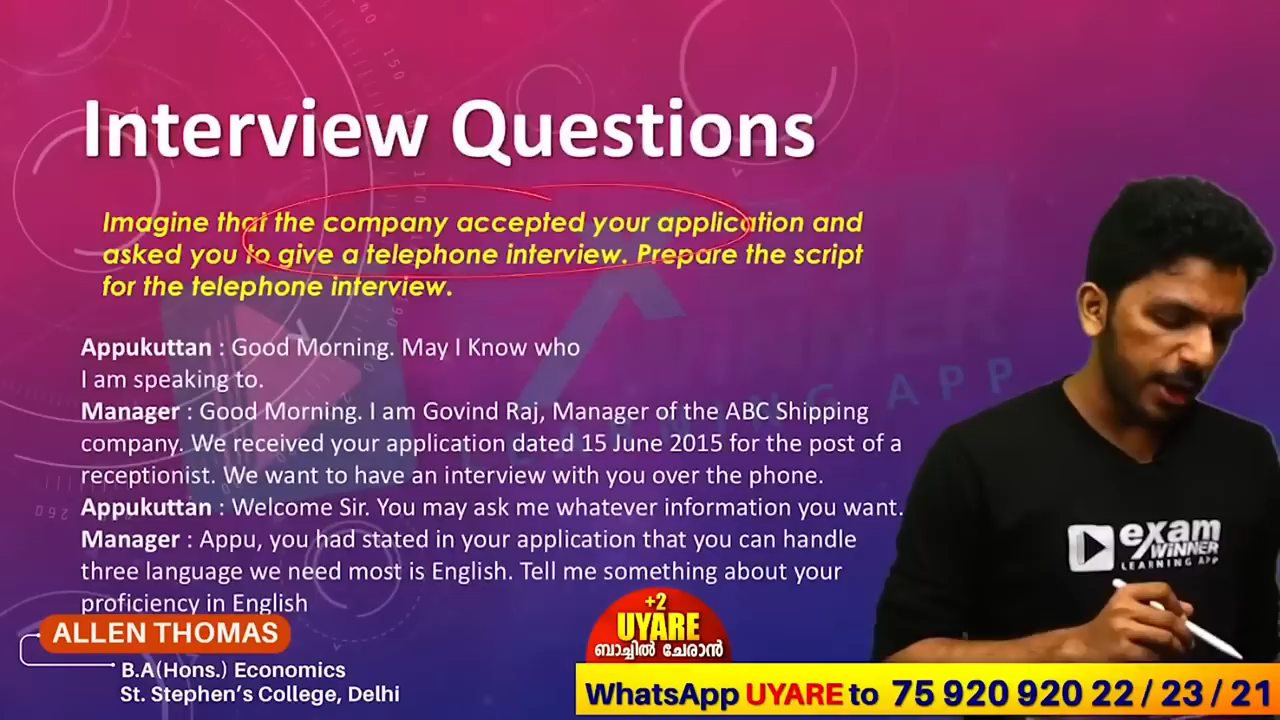 Interview Questions
Imagine that the company accepted your application and
asked you to give a telephone interview. Prepare the script
for the telephone interview.
Appukuttan : Good Morning. May I Know who
I am speaking to.
Manager : Good Morning. I am Govind Raj, Manager of the ABC Shipping
company. We received your application dated 15 June 2015 for the post of a
receptionist. We want to have an interview with you over the phone.
Appukuttan : Welcome Sir. You may ask me whatever information you want.
Manager : Appu, you had stated in your application that you can handle
three language we need most is English. Tell me something about your
proficiency in English
ALLEN THOMAS
B.A(Hons.) Economics
St. Stephen's College, Delhi
exam
WINNER
LEARNING APP
+2
UYARE
ബാച്ചിൽ ചേരാൻ
WhatsApp UYARE to 75 920 920 22 / 23 / 21